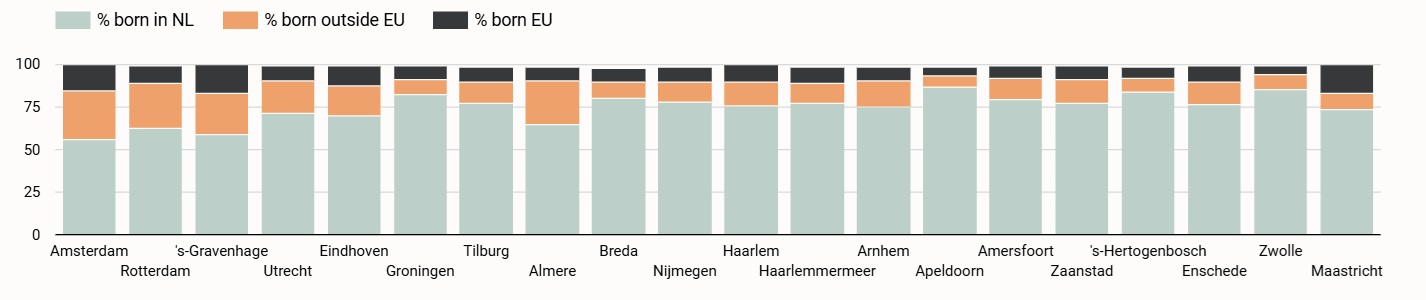 % born in NL % born outside EU % born EU
100
75
50
25
0
Amsterdam 's-Gravenhage Eindhoven Tilburg Breda Haarlem Arnhem Amersfoort 's-Hertogenbosch Zwolle
Rotterdam Utrecht Groningen Almere Nijmegen Haarlemmermeer Apeldoorn Zaanstad Enschede Maastricht